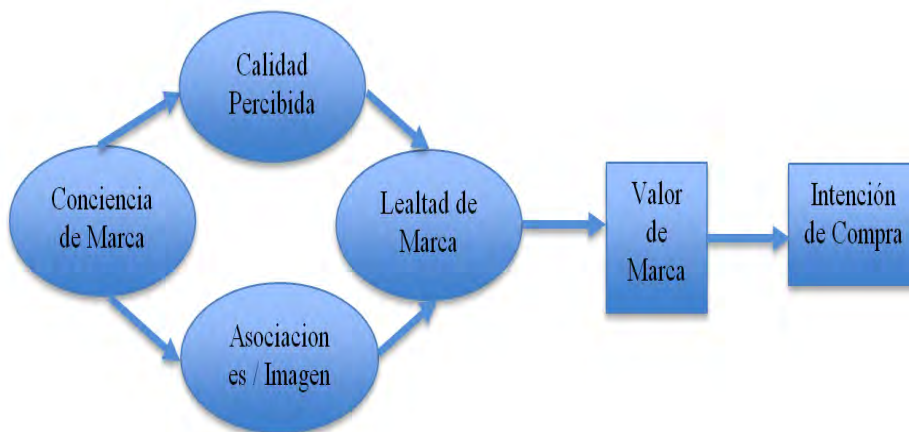 Calidad
Percibida
Conciencia
de Marca
Lealtad de
Marca
Valor
de
Marca
Intención
de Compra
Asociacion
es / Imagen